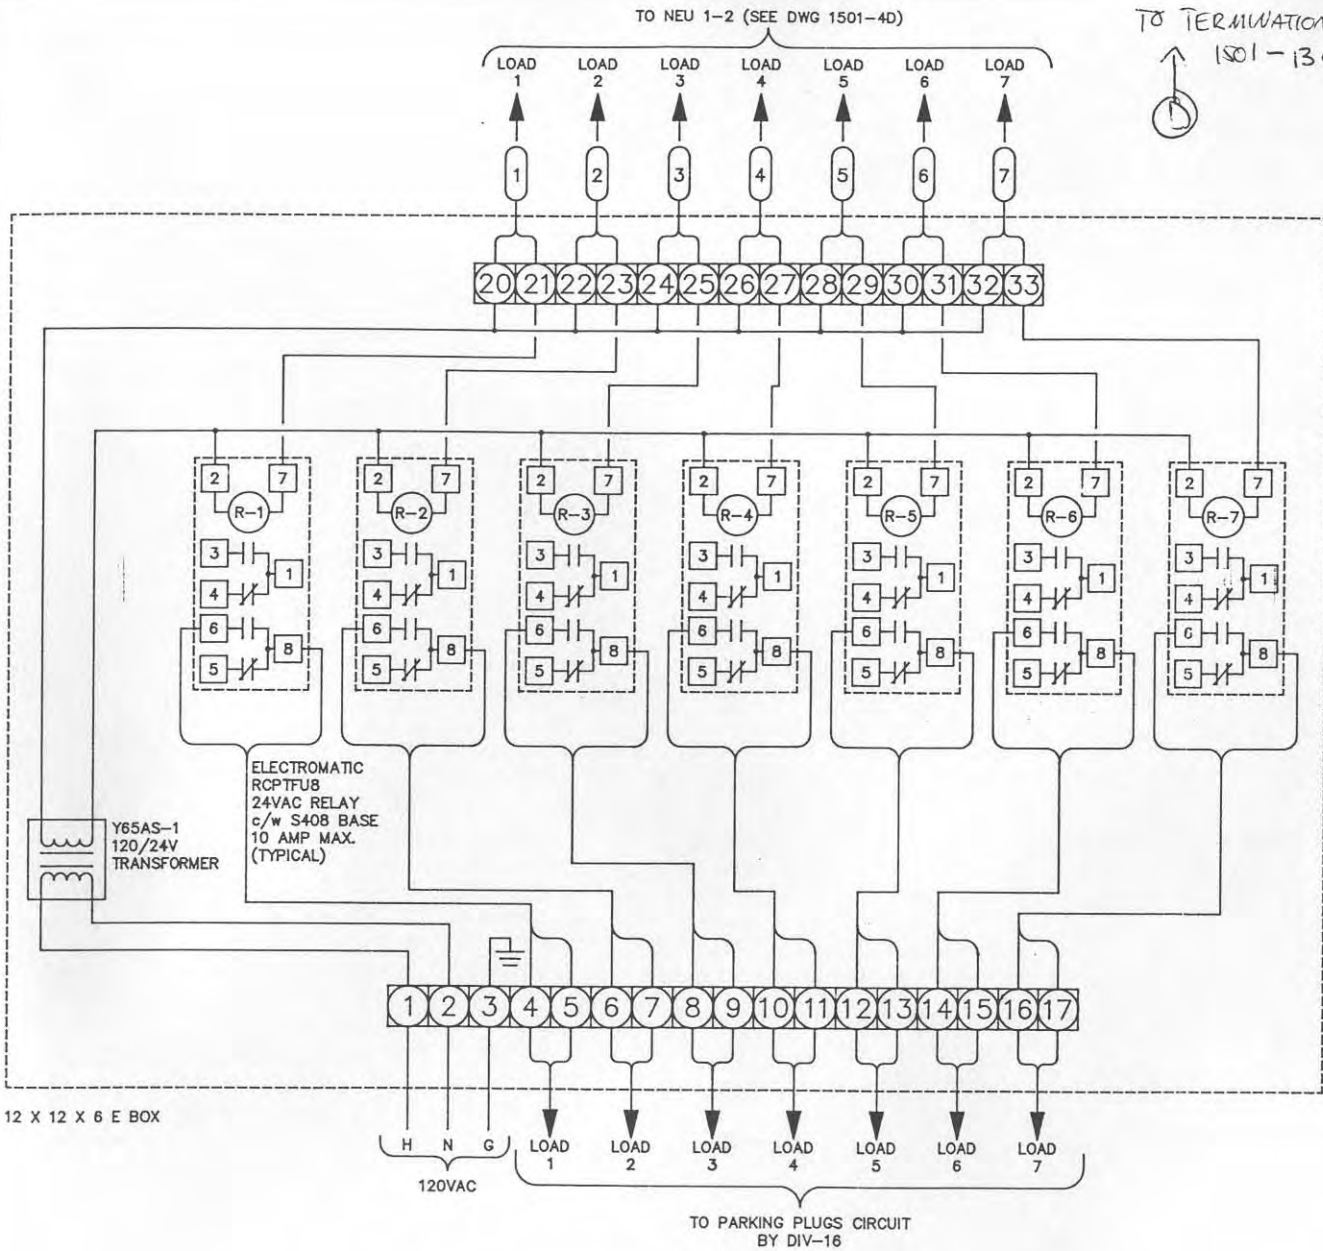 TO NEU 1-2 (SEE DWG 1501-4D)
TO TERMINATION
1501-13
LOAD 1
LOAD 2
LOAD 3
LOAD 4
LOAD 5
LOAD 6
LOAD 7
1 2 3 4 5 6 7
20 21 22 23 24 25 26 27 28 29 30 31 32 33
2 7 2 7 2 7 2 7 2 7 2 7 2 7
R-1 R-2 R-3 R-4 R-5 R-6 R-7
3 3 3 3 3 3 3
1 1 1 1 1 1 1
4 4 4 4 4 4 4
6 6 6 6 6 6 6
8 8 8 8 8 8 8
5 5 5 5 5 5 5
ELECTROMATIC
RCPTFU8
24VAC RELAY
c/w S408 BASE
10 AMP MAX.
(TYPICAL)
Y65AS-1
120/24V
TRANSFORMER
1 2 3 4 5 6 7 8 9 10 11 12 13 14 15 16 17
12 X 12 X 6 E BOX
H N G
120VAC
LOAD 1
LOAD 2
LOAD 3
LOAD 4
LOAD 5
LOAD 6
LOAD 7
TO PARKING PLUGS CIRCUIT
BY DIV-16